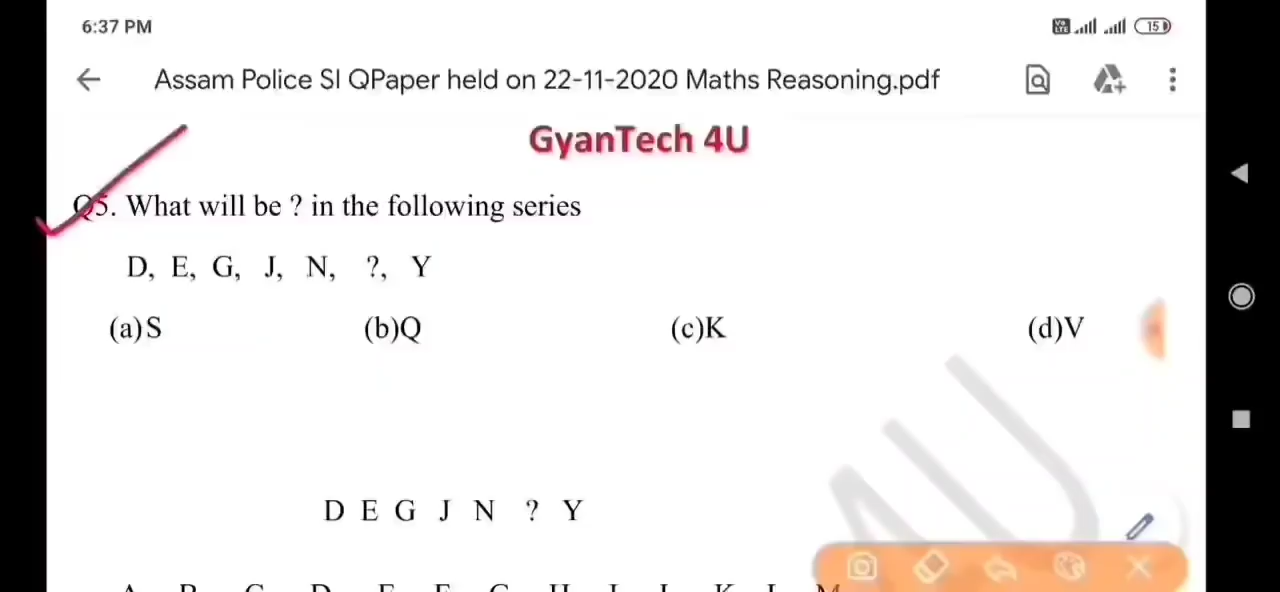 6:37 PM
15
Assam Police SI QPaper held on 22-11-2020 Maths Reasoning.pdf
GyanTech 4U
Q5. What will be ? in the following series
D, E, G, J, N, ?, Y
(a)S (b)Q (c)K (d)V
D E G J N ? Y